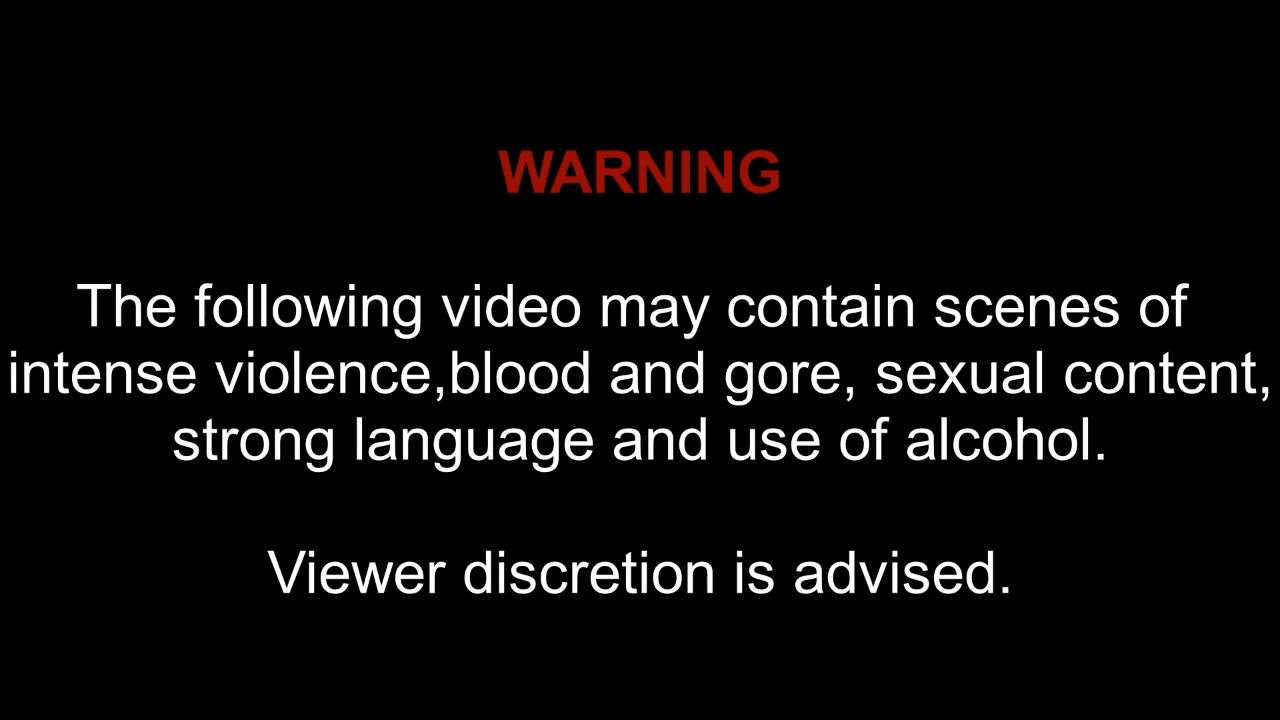 WARNING
The following video may contain scenes of
intense violence,blood and gore, sexual content,
strong language and use of alcohol.
Viewer discretion is advised.